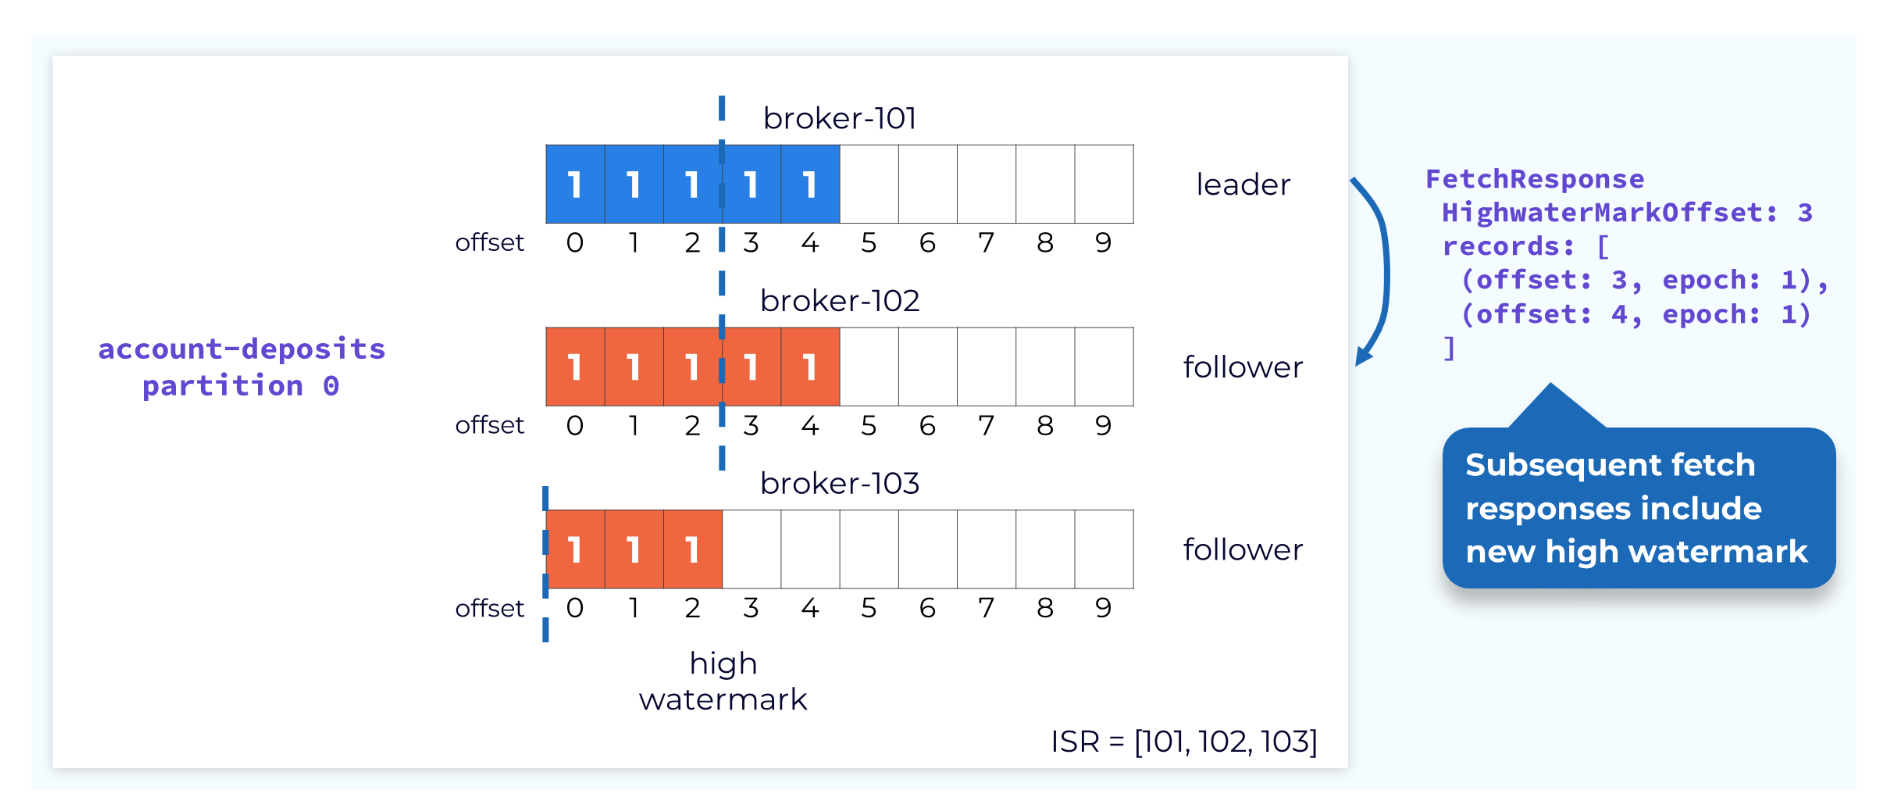 broker-101
1 1 1 1 1
leader
offset 0 1 2 3 4 5 6 7 8 9
broker-102
account-deposits
partition 0
1 1 1 1 1
follower
offset 0 1 2 3 4 5 6 7 8 9
broker-103
1 1 1
follower
offset 0 1 2 3 4 5 6 7 8 9
high
watermark
ISR = [101, 102, 103]
FetchResponse
HighwaterMarkOffset: 3
records: [
(offset: 3, epoch: 1),
(offset: 4, epoch: 1)
]
Subsequent fetch
responses include
new high watermark